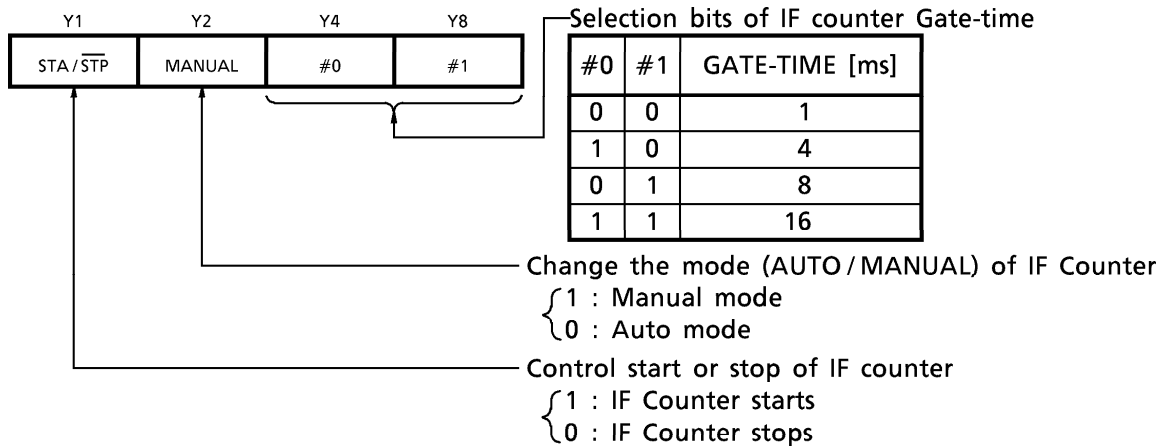 Y1 Y2 Y4 Y8
STA/S̅T̅P̅ MANUAL #0 #1
Selection bits of IF counter Gate-time
#0 #1 GATE-TIME [ms]
0 0 1
1 0 4
0 1 8
1 1 16
Change the mode (AUTO/MANUAL) of IF Counter
1 : Manual mode
0 : Auto mode
Control start or stop of IF counter
1 : IF Counter starts
0 : IF Counter stops